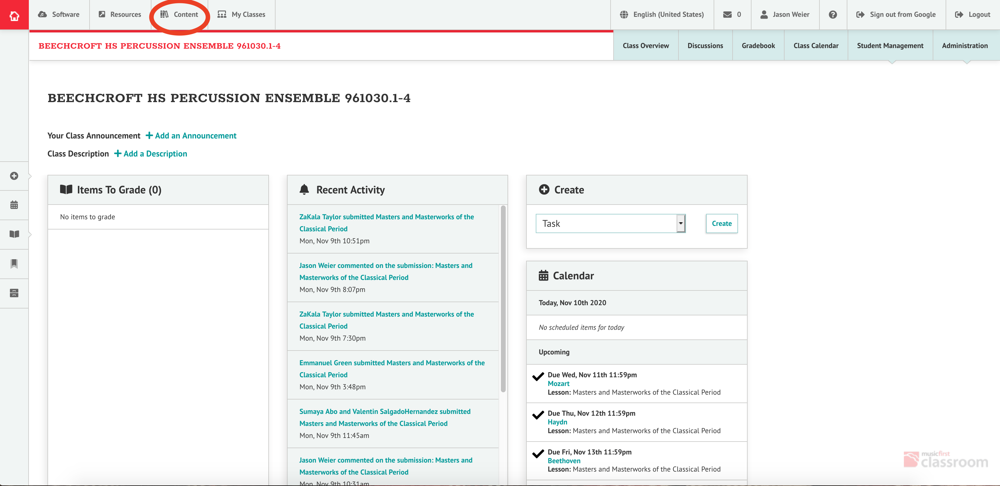 Software Resources Content My Classes English (United States) 0 Jason Weier Sign out from Google Logout
BEECHCROFT HS PERCUSSION ENSEMBLE 961030.1-4 Class Overview Discussions Gradebook Class Calendar Student Management Administration
BEECHCROFT HS PERCUSSION ENSEMBLE 961030.1-4
Your Class Announcement + Add an Announcement
Class Description + Add a Description
Items To Grade (0)
No items to grade
Recent Activity
ZaKala Taylor submitted Masters and Masterworks of the
Classical Period
Mon, Nov 9th 10:51pm
Jason Weier commented on the submission: Masters and
Masterworks of the Classical Period
Mon, Nov 9th 8:07pm
ZaKala Taylor submitted Masters and Masterworks of the
Classical Period
Mon, Nov 9th 7:30pm
Emmanuel Green submitted Masters and Masterworks of the
Classical Period
Mon, Nov 9th 3:48pm
Sumaya Abo and Valentin SalgadoHernandez submitted
Masters and Masterworks of the Classical Period
Mon, Nov 9th 11:45am
Jason Weier commented on the submission: Masters and
Masterworks of the Classical Period
Mon, Nov 9th 10:31am
Create
Task Create
Calendar
Today, Nov 10th 2020
No scheduled items for today
Upcoming
Due Wed, Nov 11th 11:59pm
Mozart
Lesson: Masters and Masterworks of the Classical Period
Due Thu, Nov 12th 11:59pm
Haydn
Lesson: Masters and Masterworks of the Classical Period
Due Fri, Nov 13th 11:59pm
Beethoven
Lesson: Masters and Masterworks of the Classical Period
musicfirst
classroom